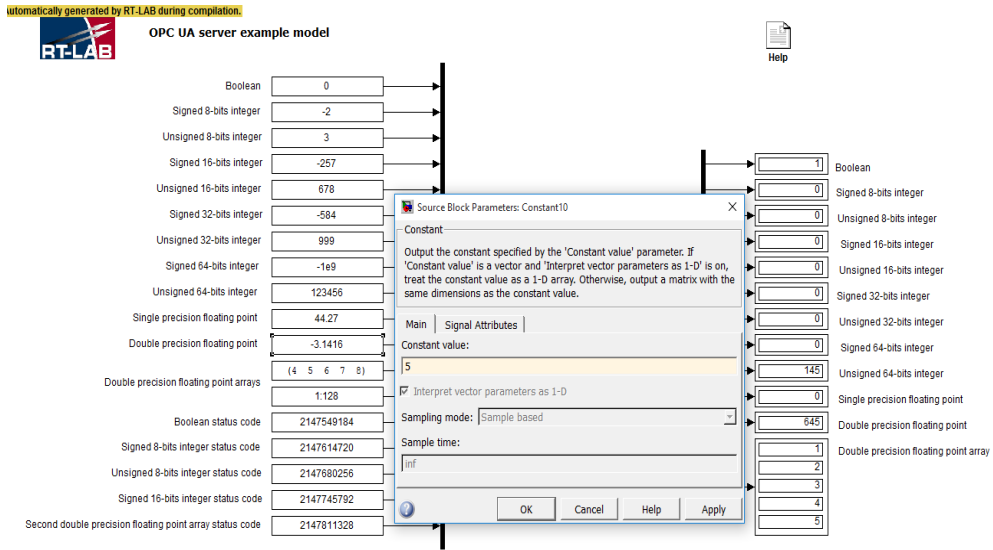 Automatically generated by RT-LAB during compilation.
RT-LAB
OPC UA server example model
Help
Boolean 0
Signed 8-bits integer -2
Unsigned 8-bits integer 3
Signed 16-bits integer -257
Unsigned 16-bits integer 678
Signed 32-bits integer -584
Unsigned 32-bits integer 999
Signed 64-bits integer -1e9
Unsigned 64-bits integer 123456
Single precision floating point 44.27
Double precision floating point -3.1416
Double precision floating point arrays
(4 5 6 7 8)
1:128
Boolean status code 2147549184
Signed 8-bits integer status code 2147614720
Unsigned 8-bits integer status code 2147680256
Signed 16-bits integer status code 2147745792
Second double precision floating point array status code 2147811328
Source Block Parameters: Constant10
Constant
Output the constant specified by the 'Constant value' parameter. If
'Constant value' is a vector and 'Interpret vector parameters as 1-D' is on,
treat the constant value as a 1-D array. Otherwise, output a matrix with the
same dimensions as the constant value.
Main Signal Attributes
Constant value:
5
Interpret vector parameters as 1-D
Sampling mode: Sample based
Sample time:
inf
OK Cancel Help Apply
1 Boolean
0 Signed 8-bits integer
0 Unsigned 8-bits integer
0 Signed 16-bits integer
0 Unsigned 16-bits integer
0 Signed 32-bits integer
0 Unsigned 32-bits integer
0 Signed 64-bits integer
145 Unsigned 64-bits integer
0 Single precision floating point
645 Double precision floating point
1 Double precision floating point array
2
3
4
5